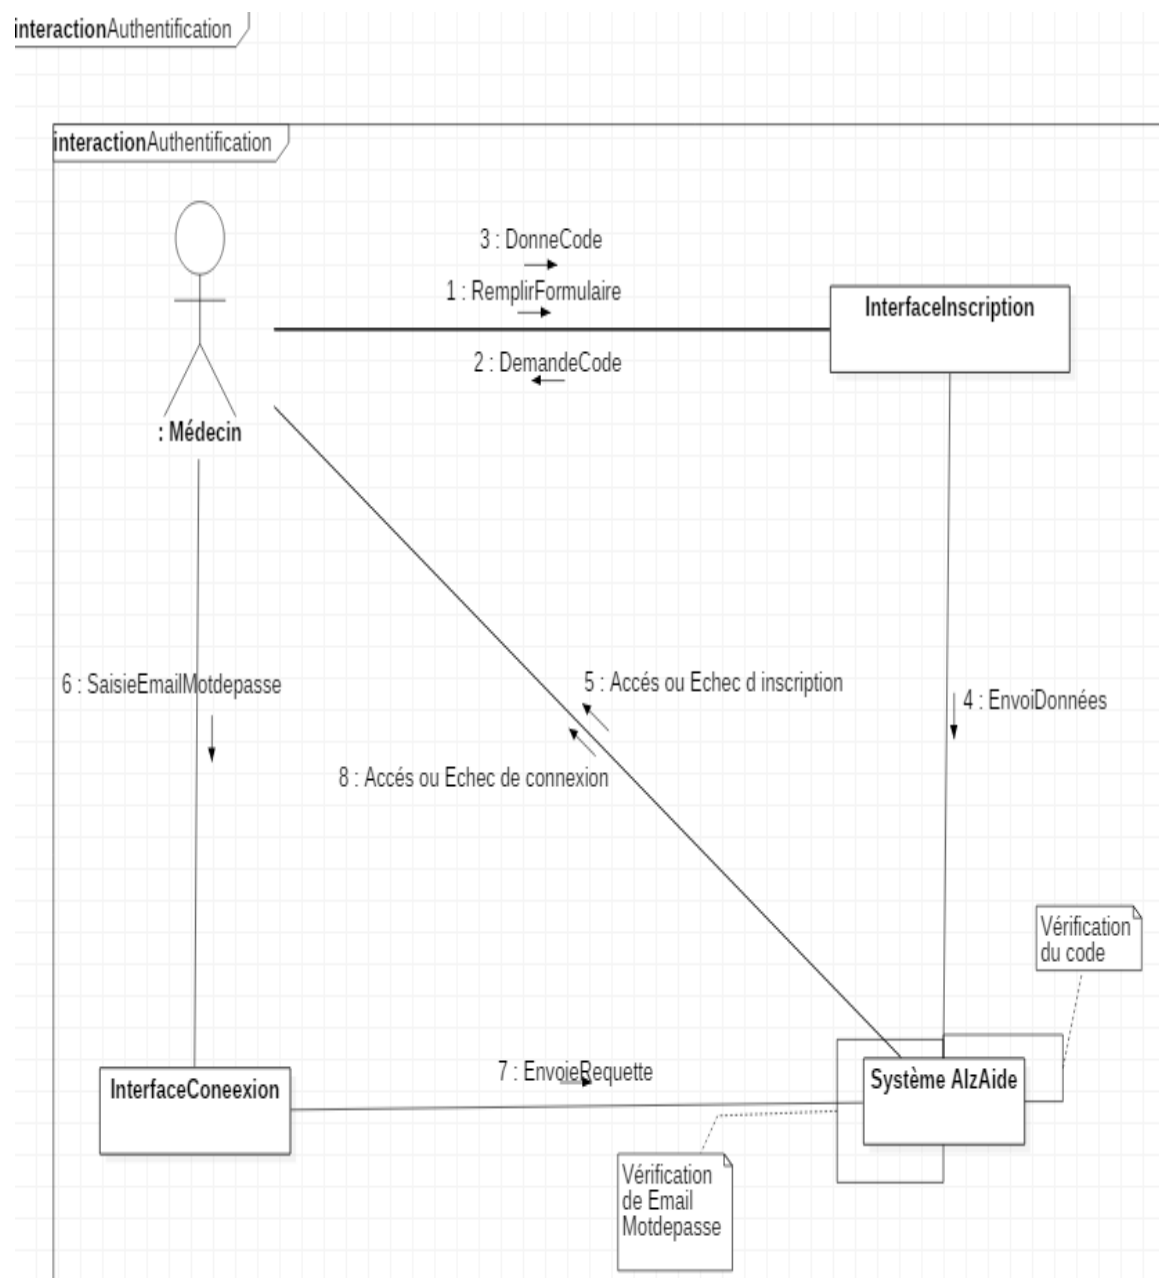 interactionAuthentification
interactionAuthentification
3 : DonneCode
1 : RemplirFormulaire
InterfaceInscription
2 : DemandeCode
: Médecin
6 : SaisieEmailMotdepasse
5 : Accés ou Echec d inscription
4 : EnvoiDonnées
8 : Accés ou Echec de connexion
Vérification
du code
7 : EnvoieRequette
InterfaceConeexion
Système AlzAide
Vérification
de Email
Motdepasse